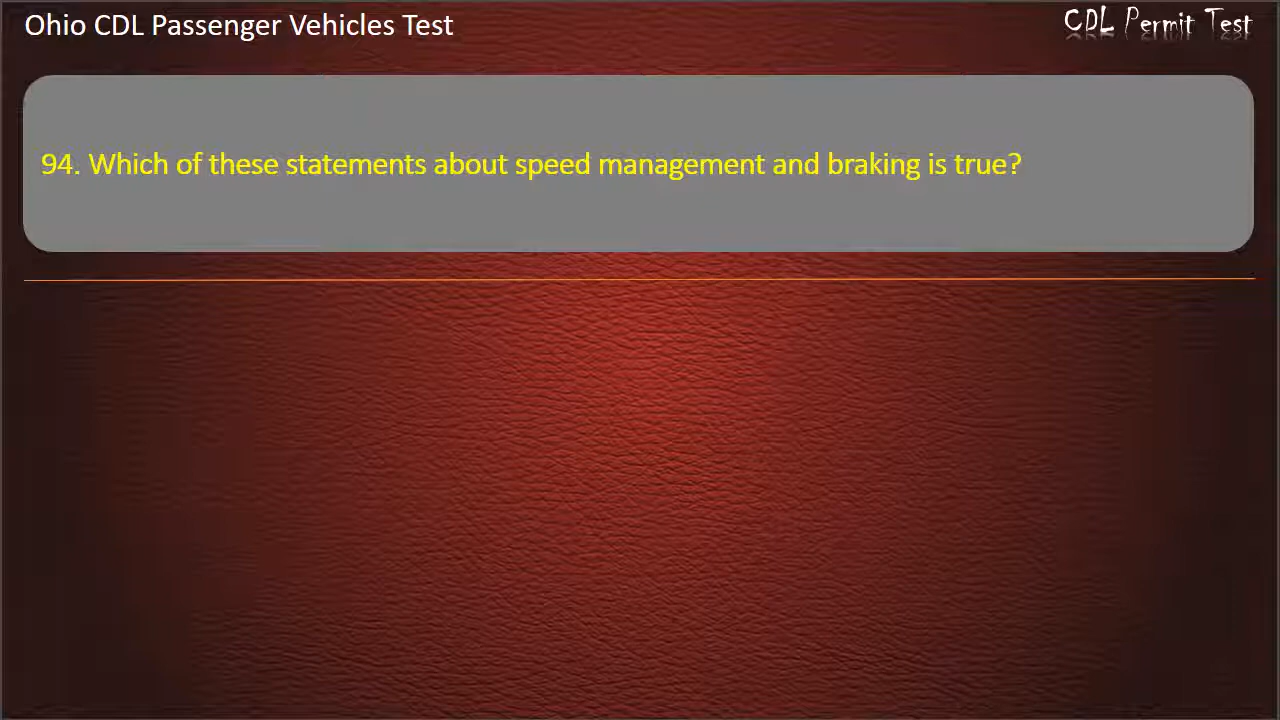 Ohio CDL Passenger Vehicles Test
CDL Permit Test
94. Which of these statements about speed management and braking is true?